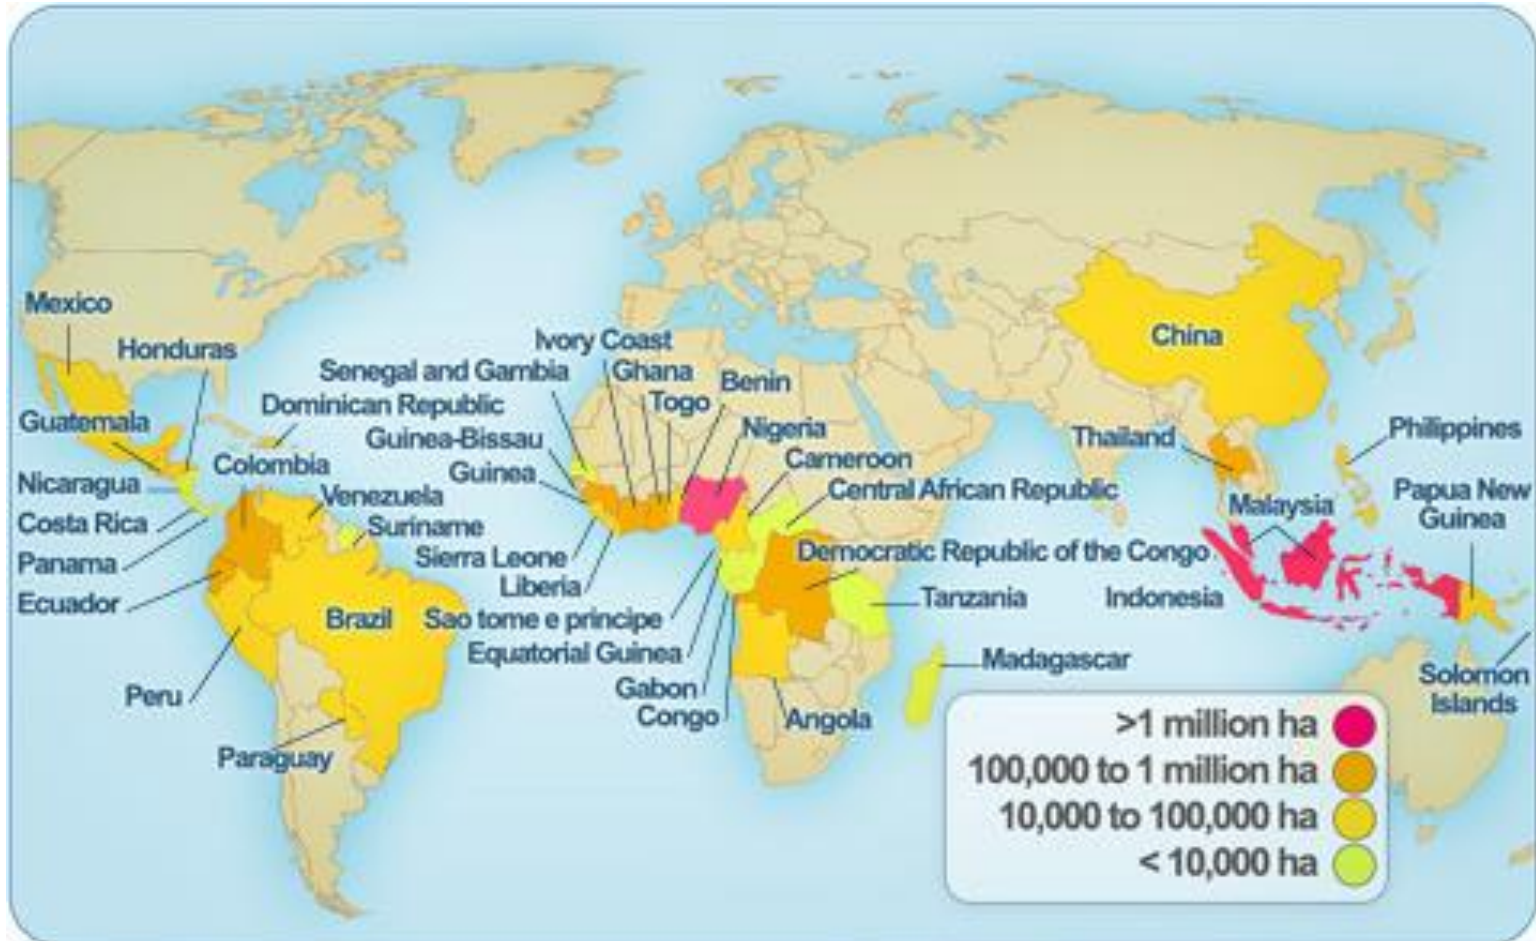 Mexico
Honduras
Guatemala
Nicaragua
Costa Rica
Panama
Ecuador
Peru
Paraguay
Dominican Republic
Colombia
Venezuela
Suriname
Brazil
Ivory Coast
Senegal and Gambia
Ghana
Togo
Benin
Guinea-Bissau
Nigeria
Guinea
Cameroon
Central African Republic
Sierra Leone
Liberia
Democratic Republic of the Congo
Sao tome e principe
Tanzania
Equatorial Guinea
Gabon
Congo
Angola
Madagascar
China
Thailand
Phillippines
Malaysia
Papua New
Guinea
Indonesia
Solomon
Islands
>1 million ha
100,000 to 1 million ha
10,000 to 100,000 ha
< 10,000 ha